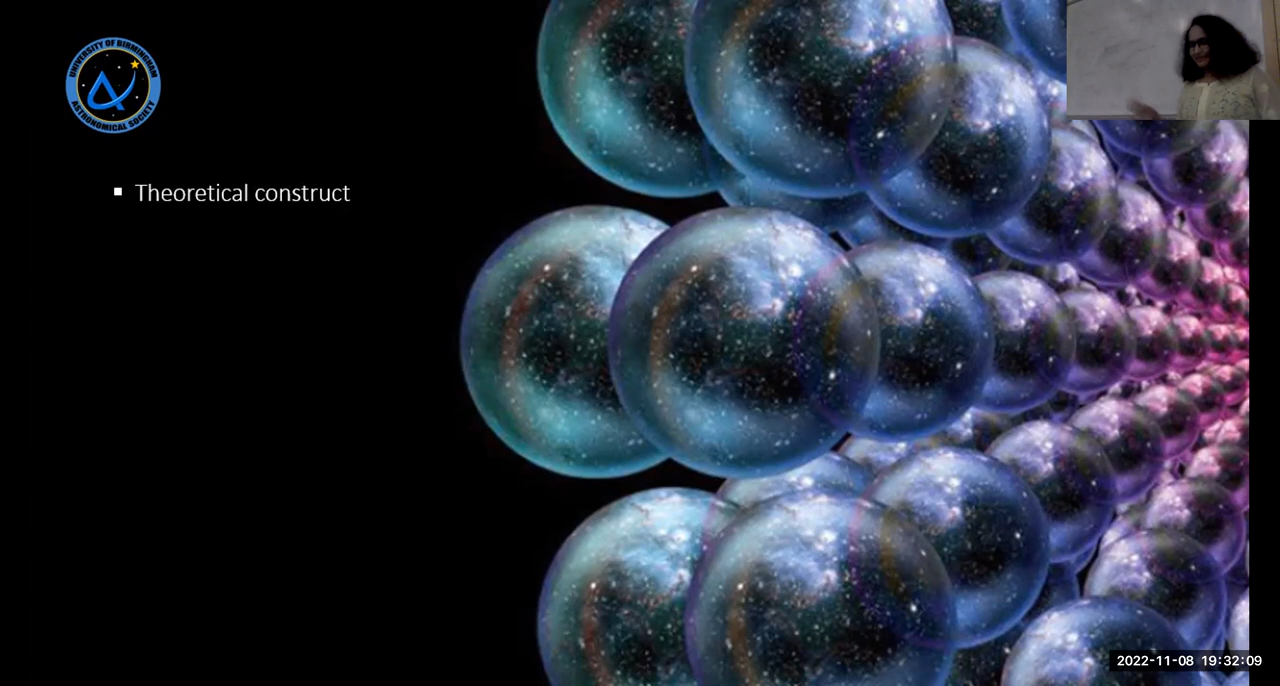 UNIVERSITY OF BIRMINGHAM
ASTRONOMICAL SOCIETY
Theoretical construct
2022-11-08 19:32:09